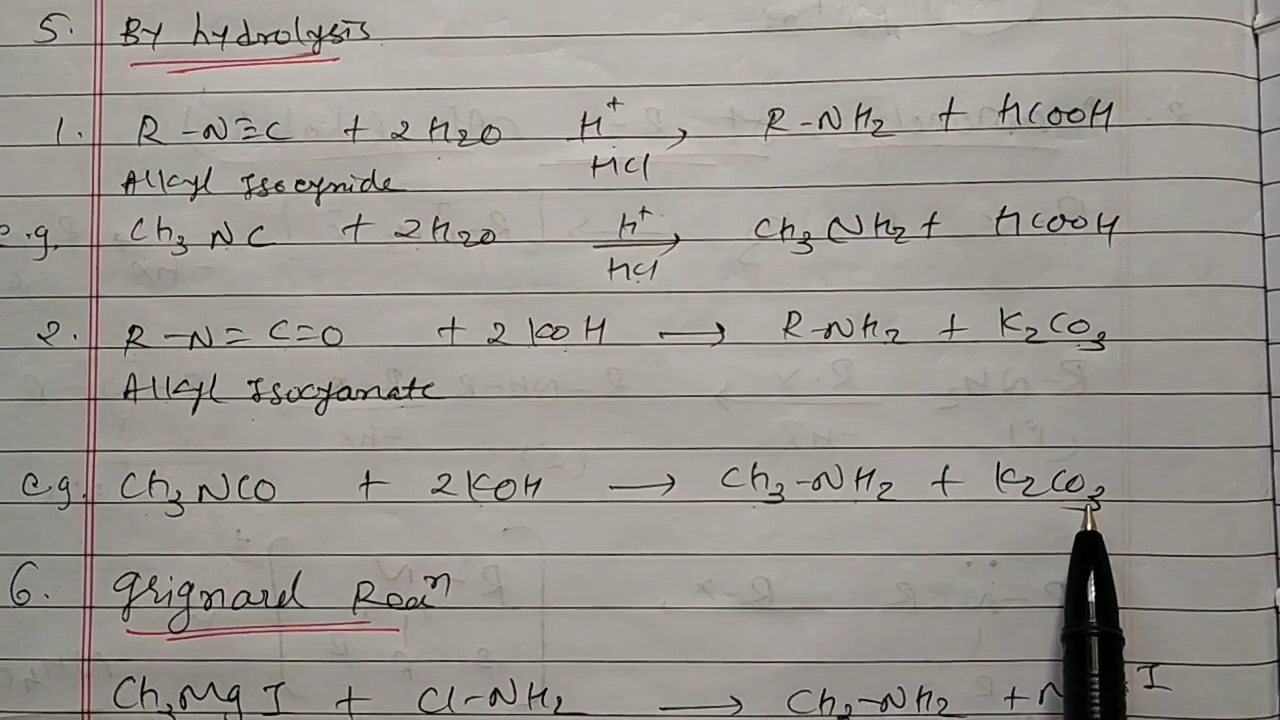 5. By hydrolysis
1. R-N≡C + 2H2O H+ HCl → R-NH2 + HCOOH
Alkyl Isocynide
e.g. CH3NC + 2H2O H+ HCl → CH3NH2 + HCOOH
2. R-N=C=O + 2KOH → R-NH2 + K2CO3
Alkyl Isocyanate
e.g. CH3NCO + 2KOH → CH3-NH2 + K2CO3
6. Grignard Reaⁿ
CH3MgI + Cl-NH2 → CH3-NH2 + I